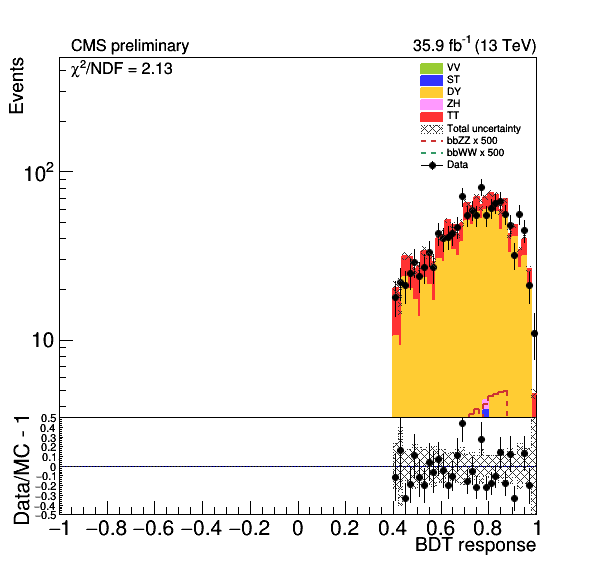 CMS preliminary 35.9 fb⁻¹ (13 TeV)
χ²/NDF = 2.13
Events
VV
ST
DY
ZH
TT
Total uncertainty
bbZZ x 500
bbWW x 500
Data
10²
10
Data/MC - 1
0.5
0.4
0.3
0.2
0.1
0
−0.1
−0.2
−0.3
−0.4
−0.5
−1 −0.8 −0.6 −0.4 −0.2 0 0.2 0.4 0.6 0.8 1
BDT response